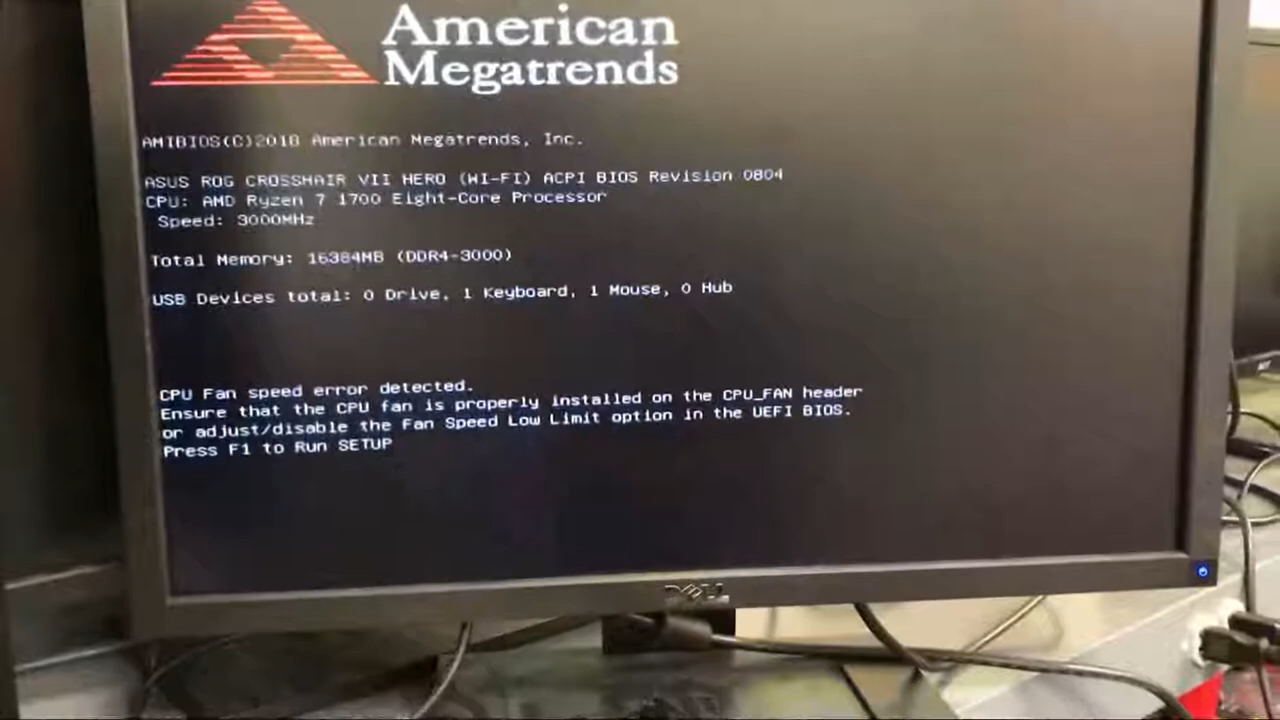 American
Megatrends
AMIBIOS(C)2018 American Megatrends, Inc.
ASUS ROG CROSSHAIR VII HERO (WI-FI) ACPI BIOS Revision 0804
CPU: AMD Ryzen 7 1700 Eight-Core Processor
Speed: 3000MHz
Total Memory: 16384MB (DDR4-3000)
USB Devices total: 0 Drive, 1 Keyboard, 1 Mouse, 0 Hub
CPU Fan speed error detected.
Ensure that the CPU fan is properly installed on the CPU_FAN header
or adjust/disable the Fan Speed Low Limit option in the UEFI BIOS.
Press F1 to Run SETUP
DELL